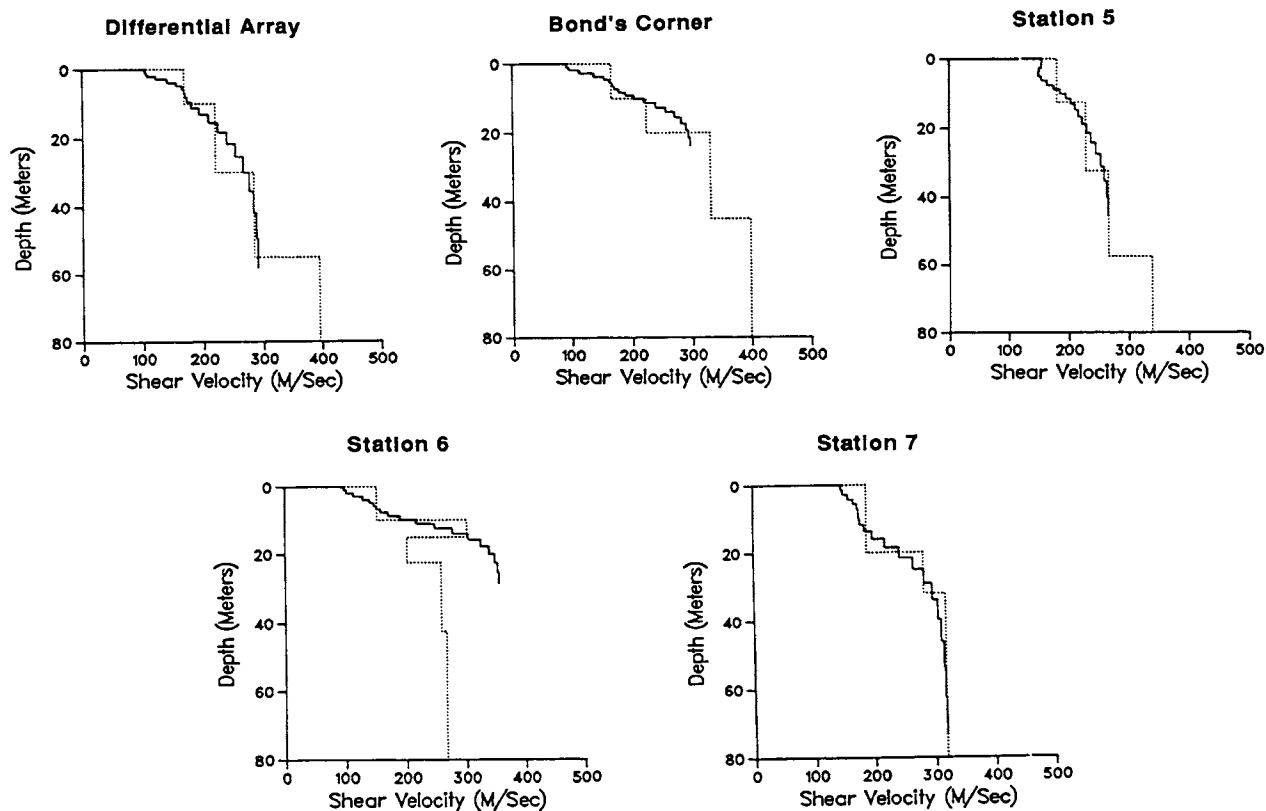 Differential Array
0
20
40
60
80
Depth (Meters)
0 100 200 300 400 500
Shear Velocity (M/Sec)
Bond's Corner
0
20
40
60
80
Depth (Meters)
0 100 200 300 400 500
Shear Velocity (M/Sec)
Station 5
0
20
40
60
80
Depth (Meters)
0 100 200 300 400 500
Shear Velocity (M/Sec)
Station 6
0
20
40
60
80
Depth (Meters)
0 100 200 300 400 500
Shear Velocity (M/Sec)
Station 7
0
20
40
60
80
Depth (Meters)
0 100 200 300 400 500
Shear Velocity (M/Sec)